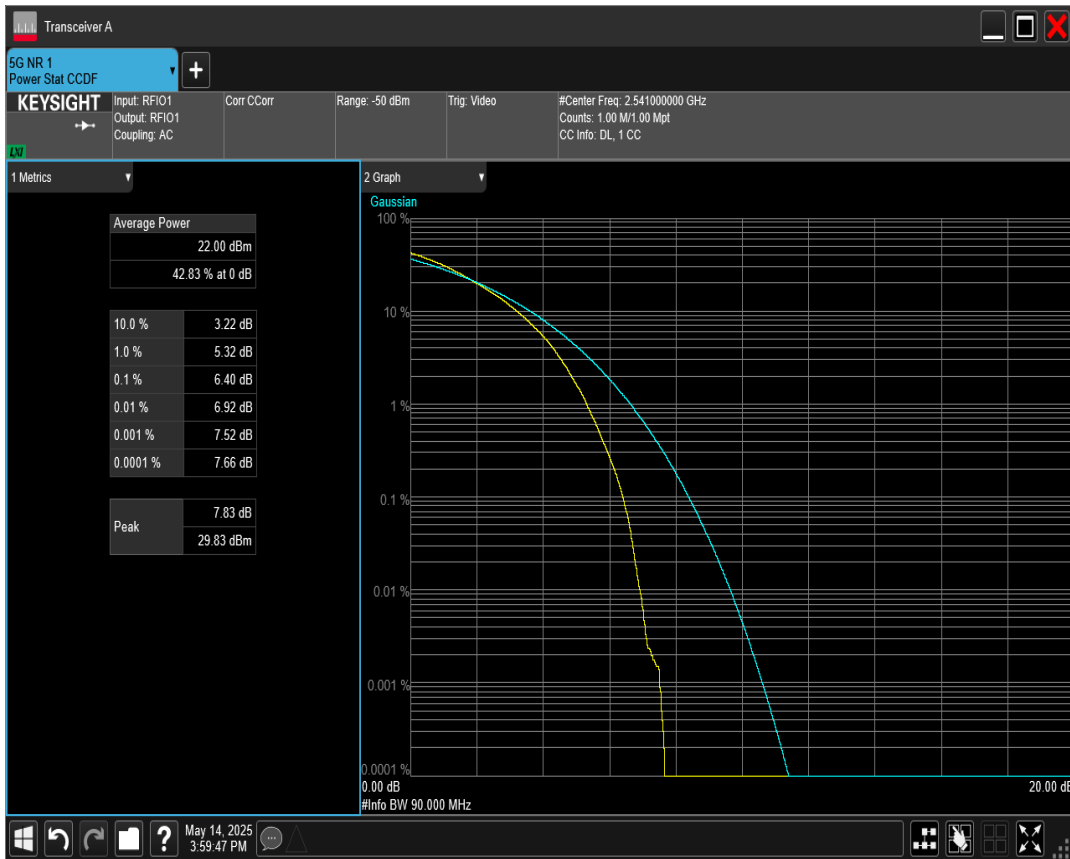 Transceiver A
5G NR 1
Power Stat CCDF
+
KEYSIGHT
LXI
Input: RFIO1
Output: RFIO1
Coupling: AC
Corr CCorr
Range: -50 dBm
Trig: Video
#Center Freq: 2.541000000 GHz
Counts: 1.00 M/1.00 Mpt
CC Info: DL, 1 CC
1 Metrics
Average Power
22.00 dBm
42.83 % at 0 dB
10.0 % 3.22 dB
1.0 % 5.32 dB
0.1 % 6.40 dB
0.01 % 6.92 dB
0.001 % 7.52 dB
0.0001 % 7.66 dB
Peak 7.83 dB
29.83 dBm
2 Graph
Gaussian
100 %
10 %
1 %
0.1 %
0.01 %
0.001 %
0.0001 %
0.00 dB 20.00 dB
#Info BW 90.000 MHz
?
May 14, 2025
3:59:47 PM